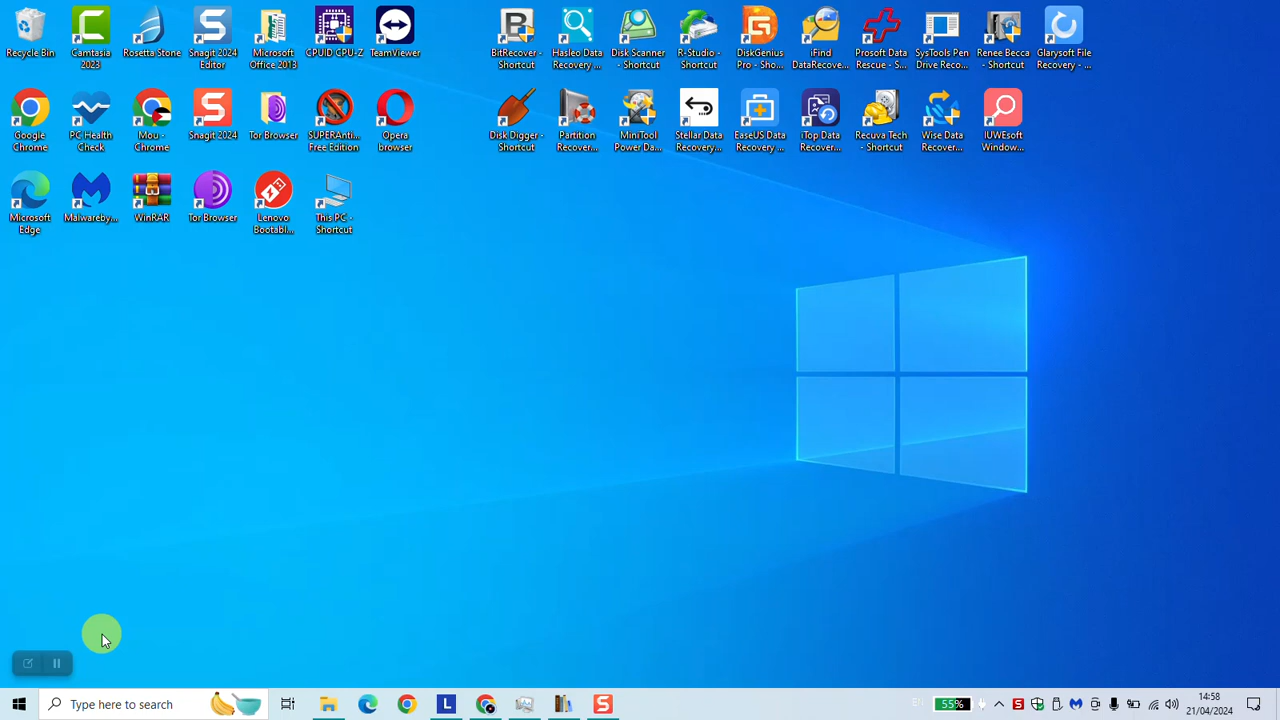 Recycle Bin
Camtasia
2023
Rosetta Stone
Snagit 2024
Editor
Microsoft
Office 2013
CPUID CPU-Z
TeamViewer
BitRecover -
Shortcut
Hasleo Data
Recovery ...
Disk Scanner
- Shortcut
R-Studio -
Shortcut
DiskGenius
Pro - Sho...
iFind
DataRecove...
Prosoft Data
Rescue - S...
SysTools Pen
Drive Reco...
Renee Becca
- Shortcut
Glarysoft File
Recovery - ...
Google
Chrome
PC Health
Check
Mou -
Chrome
Snagit 2024
Tor Browser
SUPERAnti...
Free Edition
Opera
browser
Disk Digger -
Shortcut
Partition
Recover...
MiniTool
Power Da...
Stellar Data
Recovery...
EaseUS Data
Recovery ...
iTop Data
Recover...
Recuva Tech
- Shortcut
Wise Data
Recover...
IUWEsoft
Window...
Microsoft
Edge
Malwareby...
WinRAR
Tor Browser
Lenovo
Bootabl...
This PC -
Shortcut
Type here to search
L
S
EN
55%
S
14:58
21/04/2024